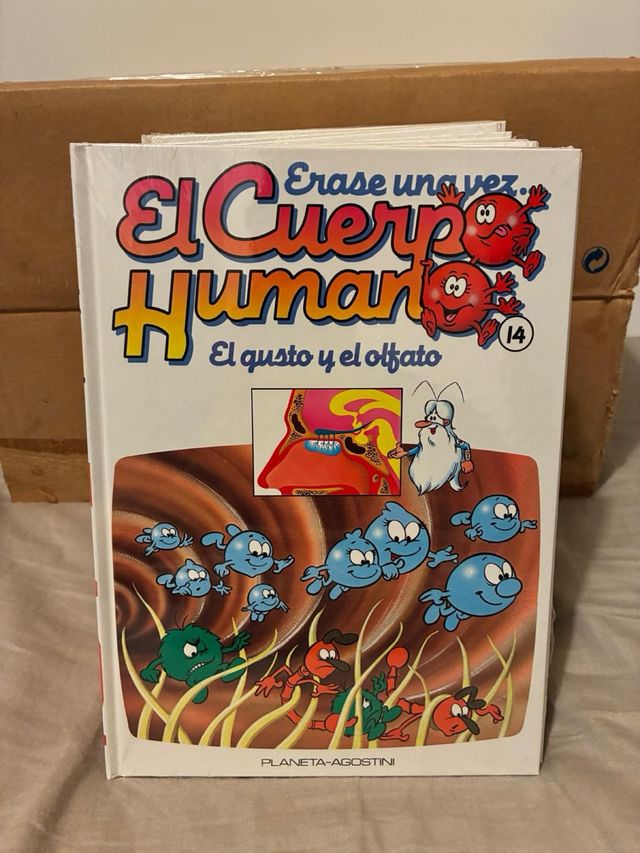 Erase una vez...
El Cuerpo
Humano
14
El gusto y el olfato
PLANETA-AGOSTINI